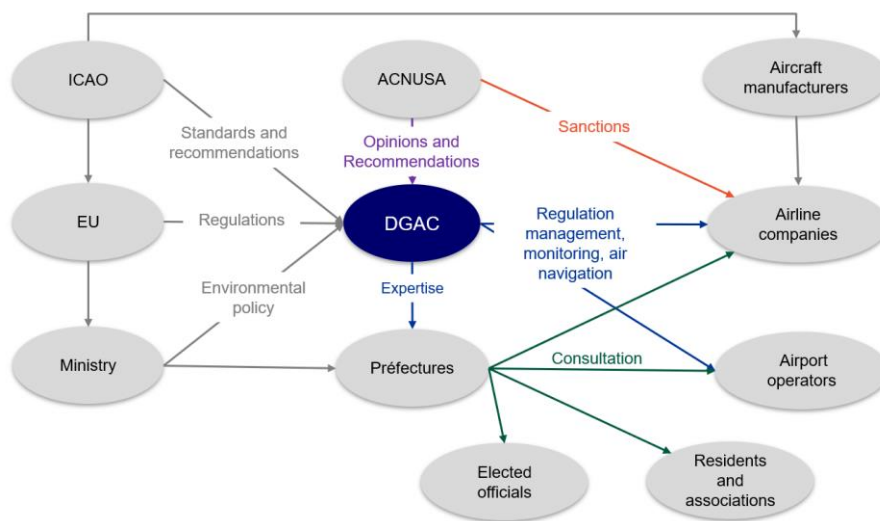 ICAO
ACNUSA
Aircraft
manufacturers
Standards and
recommendations
Opinions and
Recommendations
Sanctions
EU
Regulations
DGAC
Regulation
management,
monitoring, air
navigation
Airline
companies
Environmental
policy
Expertise
Ministry
Préfectures
Consultation
Airport
operators
Elected
officials
Residents
and
associations